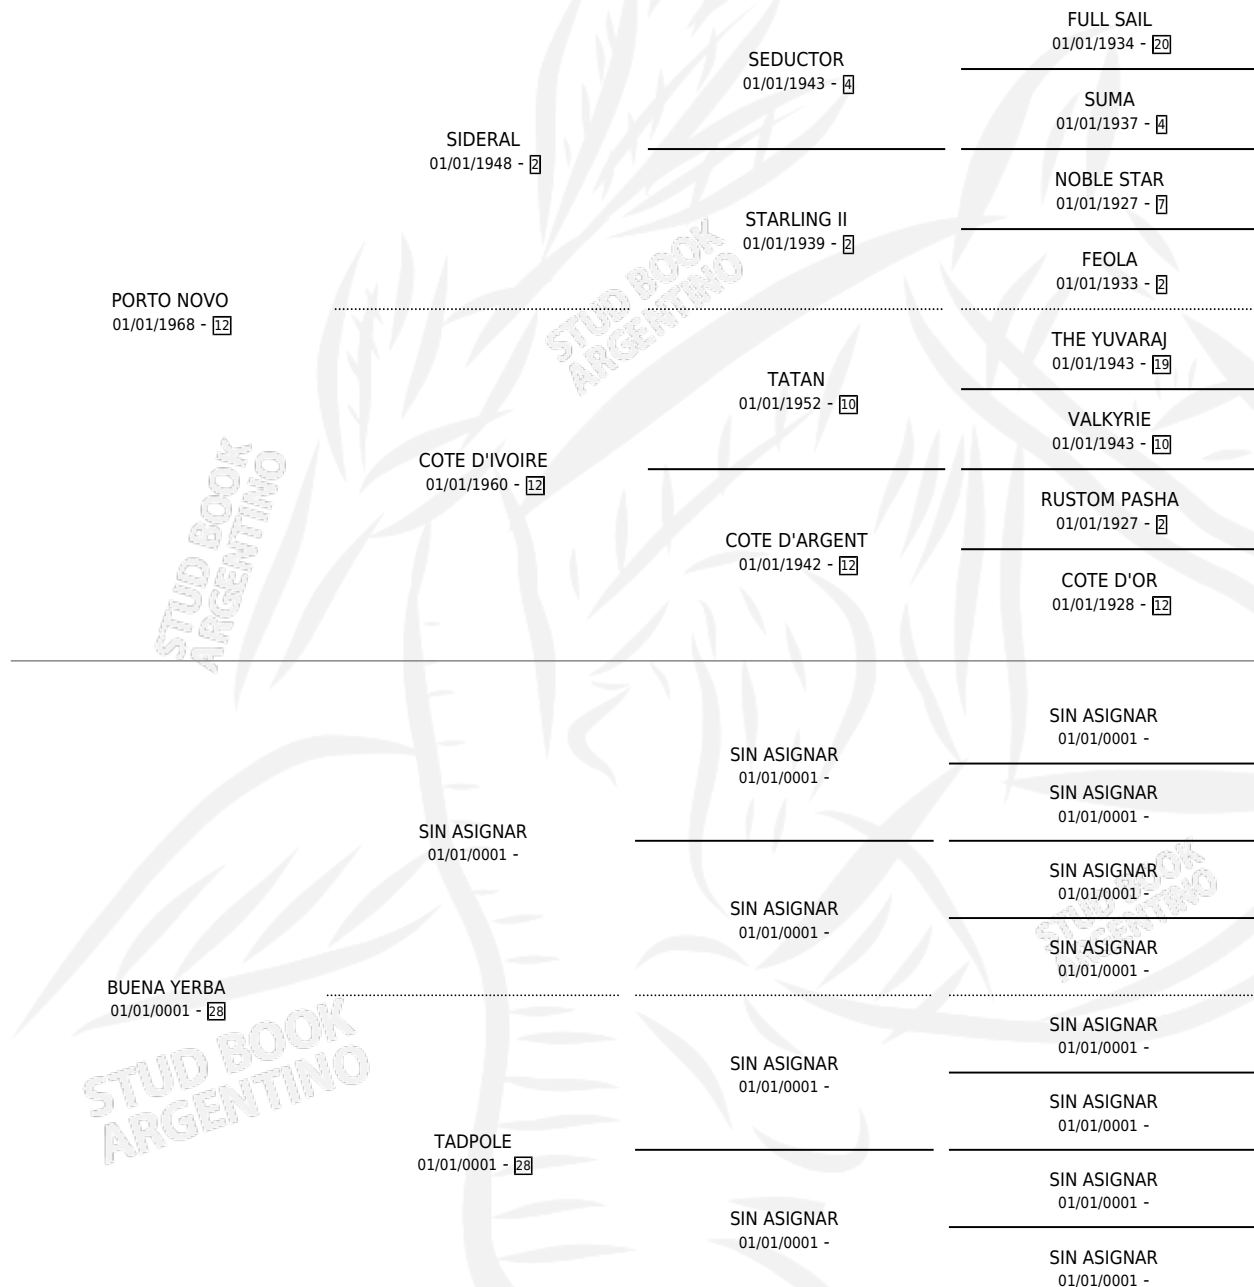 FULL SAIL
01/01/1934 - 20
SEDUCTOR
01/01/1943 - 4
SUMA
01/01/1937 - 4
SIDERAL
01/01/1948 - 2
NOBLE STAR
01/01/1927 - 7
STARLING II
01/01/1939 - 2
FEOLA
01/01/1933 - 2
PORTO NOVO
01/01/1968 - 12
THE YUVARAJ
01/01/1943 - 19
TATAN
01/01/1952 - 10
VALKYRIE
01/01/1943 - 10
COTE D'IVOIRE
01/01/1960 - 12
RUSTOM PASHA
01/01/1927 - 2
COTE D'ARGENT
01/01/1942 - 12
COTE D'OR
01/01/1928 - 12
STUD BOOK
ARGENTINO
STUD BOOK
ARGENTINO
SIN ASIGNAR
01/01/0001 -
SIN ASIGNAR
01/01/0001 -
SIN ASIGNAR
01/01/0001 -
SIN ASIGNAR
01/01/0001 -
SIN ASIGNAR
01/01/0001 -
SIN ASIGNAR
01/01/0001 -
SIN ASIGNAR
01/01/0001 -
BUENA YERBA
01/01/0001 - 28
SIN ASIGNAR
01/01/0001 -
SIN ASIGNAR
01/01/0001 -
SIN ASIGNAR
01/01/0001 -
TADPOLE
01/01/0001 - 28
SIN ASIGNAR
01/01/0001 -
SIN ASIGNAR
01/01/0001 -
SIN ASIGNAR
01/01/0001 -
STUD BOOK
ARGENTINO
STUD BOOK
ARGENTINO